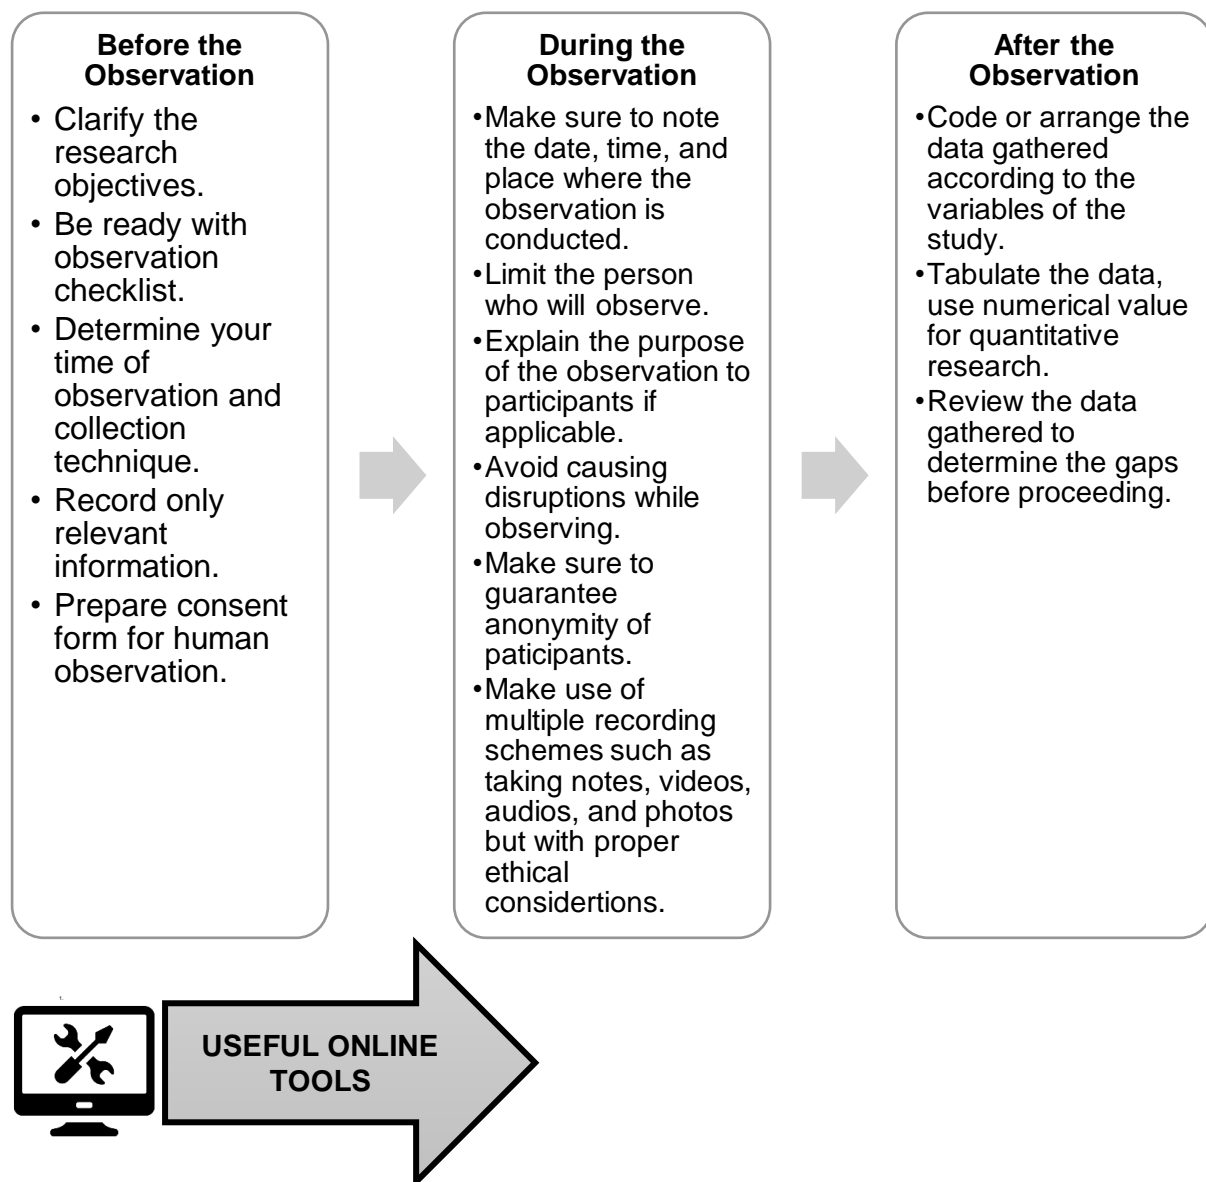 Before the
Observation
• Clarify the
research
objectives.
• Be ready with
observation
checklist.
• Determine your
time of
observation and
collection
technique.
• Record only
relevant
information.
• Prepare consent
form for human
observation.
During the
Observation
•Make sure to note
the date, time, and
place where the
observation is
conducted.
•Limit the person
who will observe.
•Explain the purpose
of the observation to
participants if
applicable.
•Avoid causing
disruptions while
observing.
•Make sure to
guarantee
anonymity of
paticipants.
•Make use of
multiple recording
schemes such as
taking notes, videos,
audios, and photos
but with proper
ethical
considertions.
After the
Observation
•Code or arrange the
data gathered
according to the
variables of the
study.
•Tabulate the data,
use numerical value
for quantitative
research.
•Review the data
gathered to
determine the gaps
before proceeding.
1.
USEFUL ONLINE
TOOLS